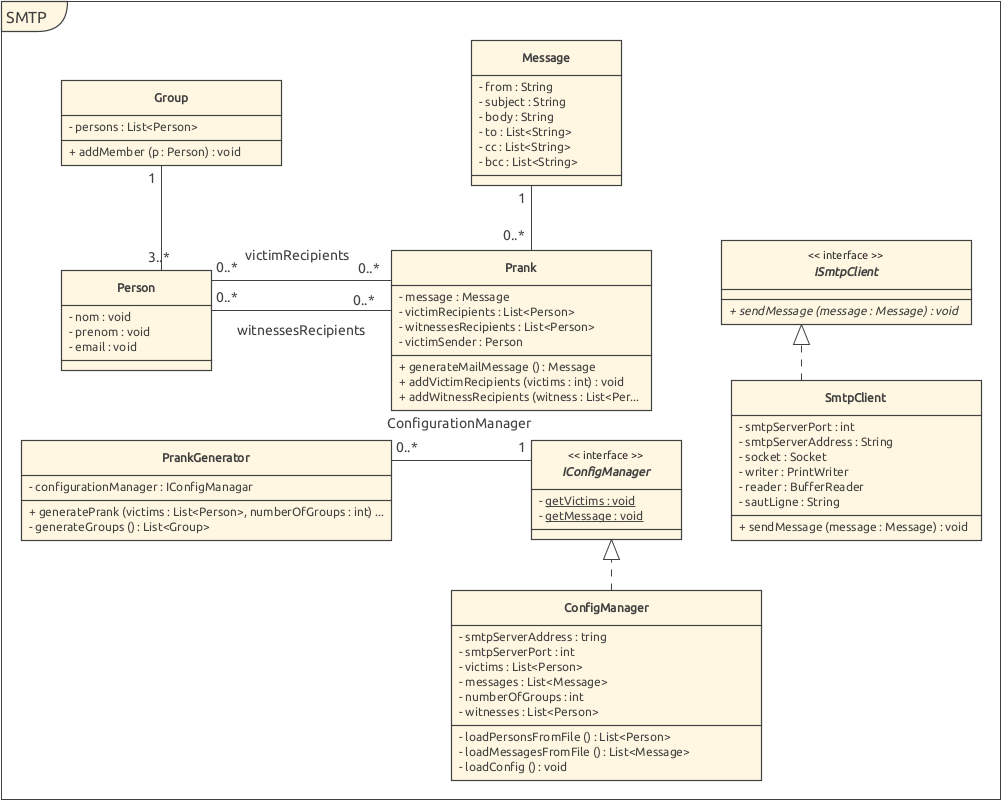 SMTP
Message
- from : String
- subject : String
- body : String
- to : List<String>
- cc : List<String>
- bcc : List<String>
Group
- persons : List<Person>
+ addMember (p : Person) : void
1
3..*
1
0..*
Person
- nom : void
- prenom : void
- email : void
victimRecipients
0..*
0..*
0..*
0..*
witnessesRecipients
Prank
- message : Message
- victimRecipients : List<Person>
- witnessesRecipients : List<Person>
- victimSender : Person
+ generateMailMessage () : Message
+ addVictimRecipients (victims : int) : void
+ addWitnessRecipients (witness : List<Per...
<< interface >>
ISmtpClient
+ sendMessage (message : Message) : void
SmtpClient
- smtpServerPort : int
- smtpServerAddress : String
- socket : Socket
- writer : PrintWriter
- reader : BufferReader
- sautLigne : String
+ sendMessage (message : Message) : void
ConfigurationManager
0..*
1
PrankGenerator
- configurationManager : IConfigManagar
+ generatePrank (victims : List<Person>, numberOfGroups : int) ...
- generateGroups () : List<Group>
<< interface >>
IConfigManager
- getVictims : void
- getMessage : void
ConfigManager
- smtpServerAddress : tring
- smtpServerPort : int
- victims : List<Person>
- messages : List<Message>
- numberOfGroups : int
- witnesses : List<Person>
- loadPersonsFromFile () : List<Person>
- loadMessagesFromFile () : List<Message>
- loadConfig () : void